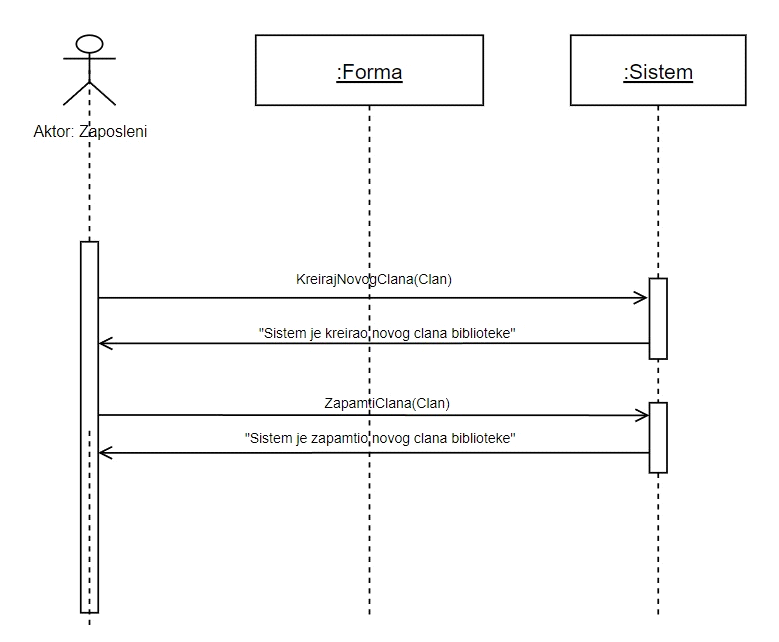 :Forma
:Sistem
Aktor: Zaposleni
KreirajNovogClana(Clan)
"Sistem je kreirao novog clana biblioteke"
ZapamtiClana(Clan)
"Sistem je zapamtio novog clana biblioteke"